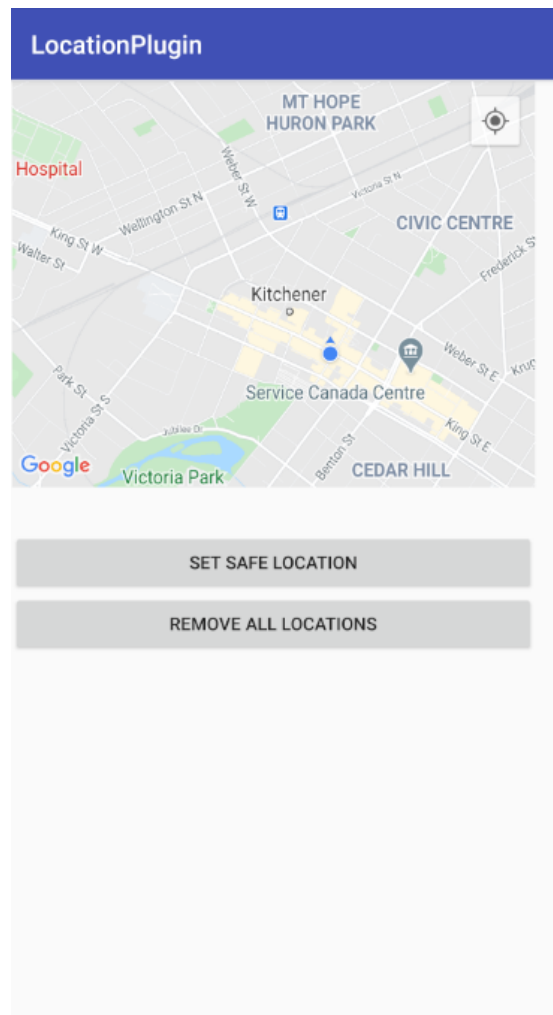 LocationPlugin
MT HOPE
HURON PARK
Hospital
Weber St W
Victoria St N
Wellington St N
CIVIC CENTRE
King St W
Walter St
Frederick S
Kitchener
Weber St E
Krug
Park St
Service Canada Centre
Victoria St S
Jubilee Dr
King St E
Benton St
Google
Victoria Park
CEDAR HILL
SET SAFE LOCATION
REMOVE ALL LOCATIONS